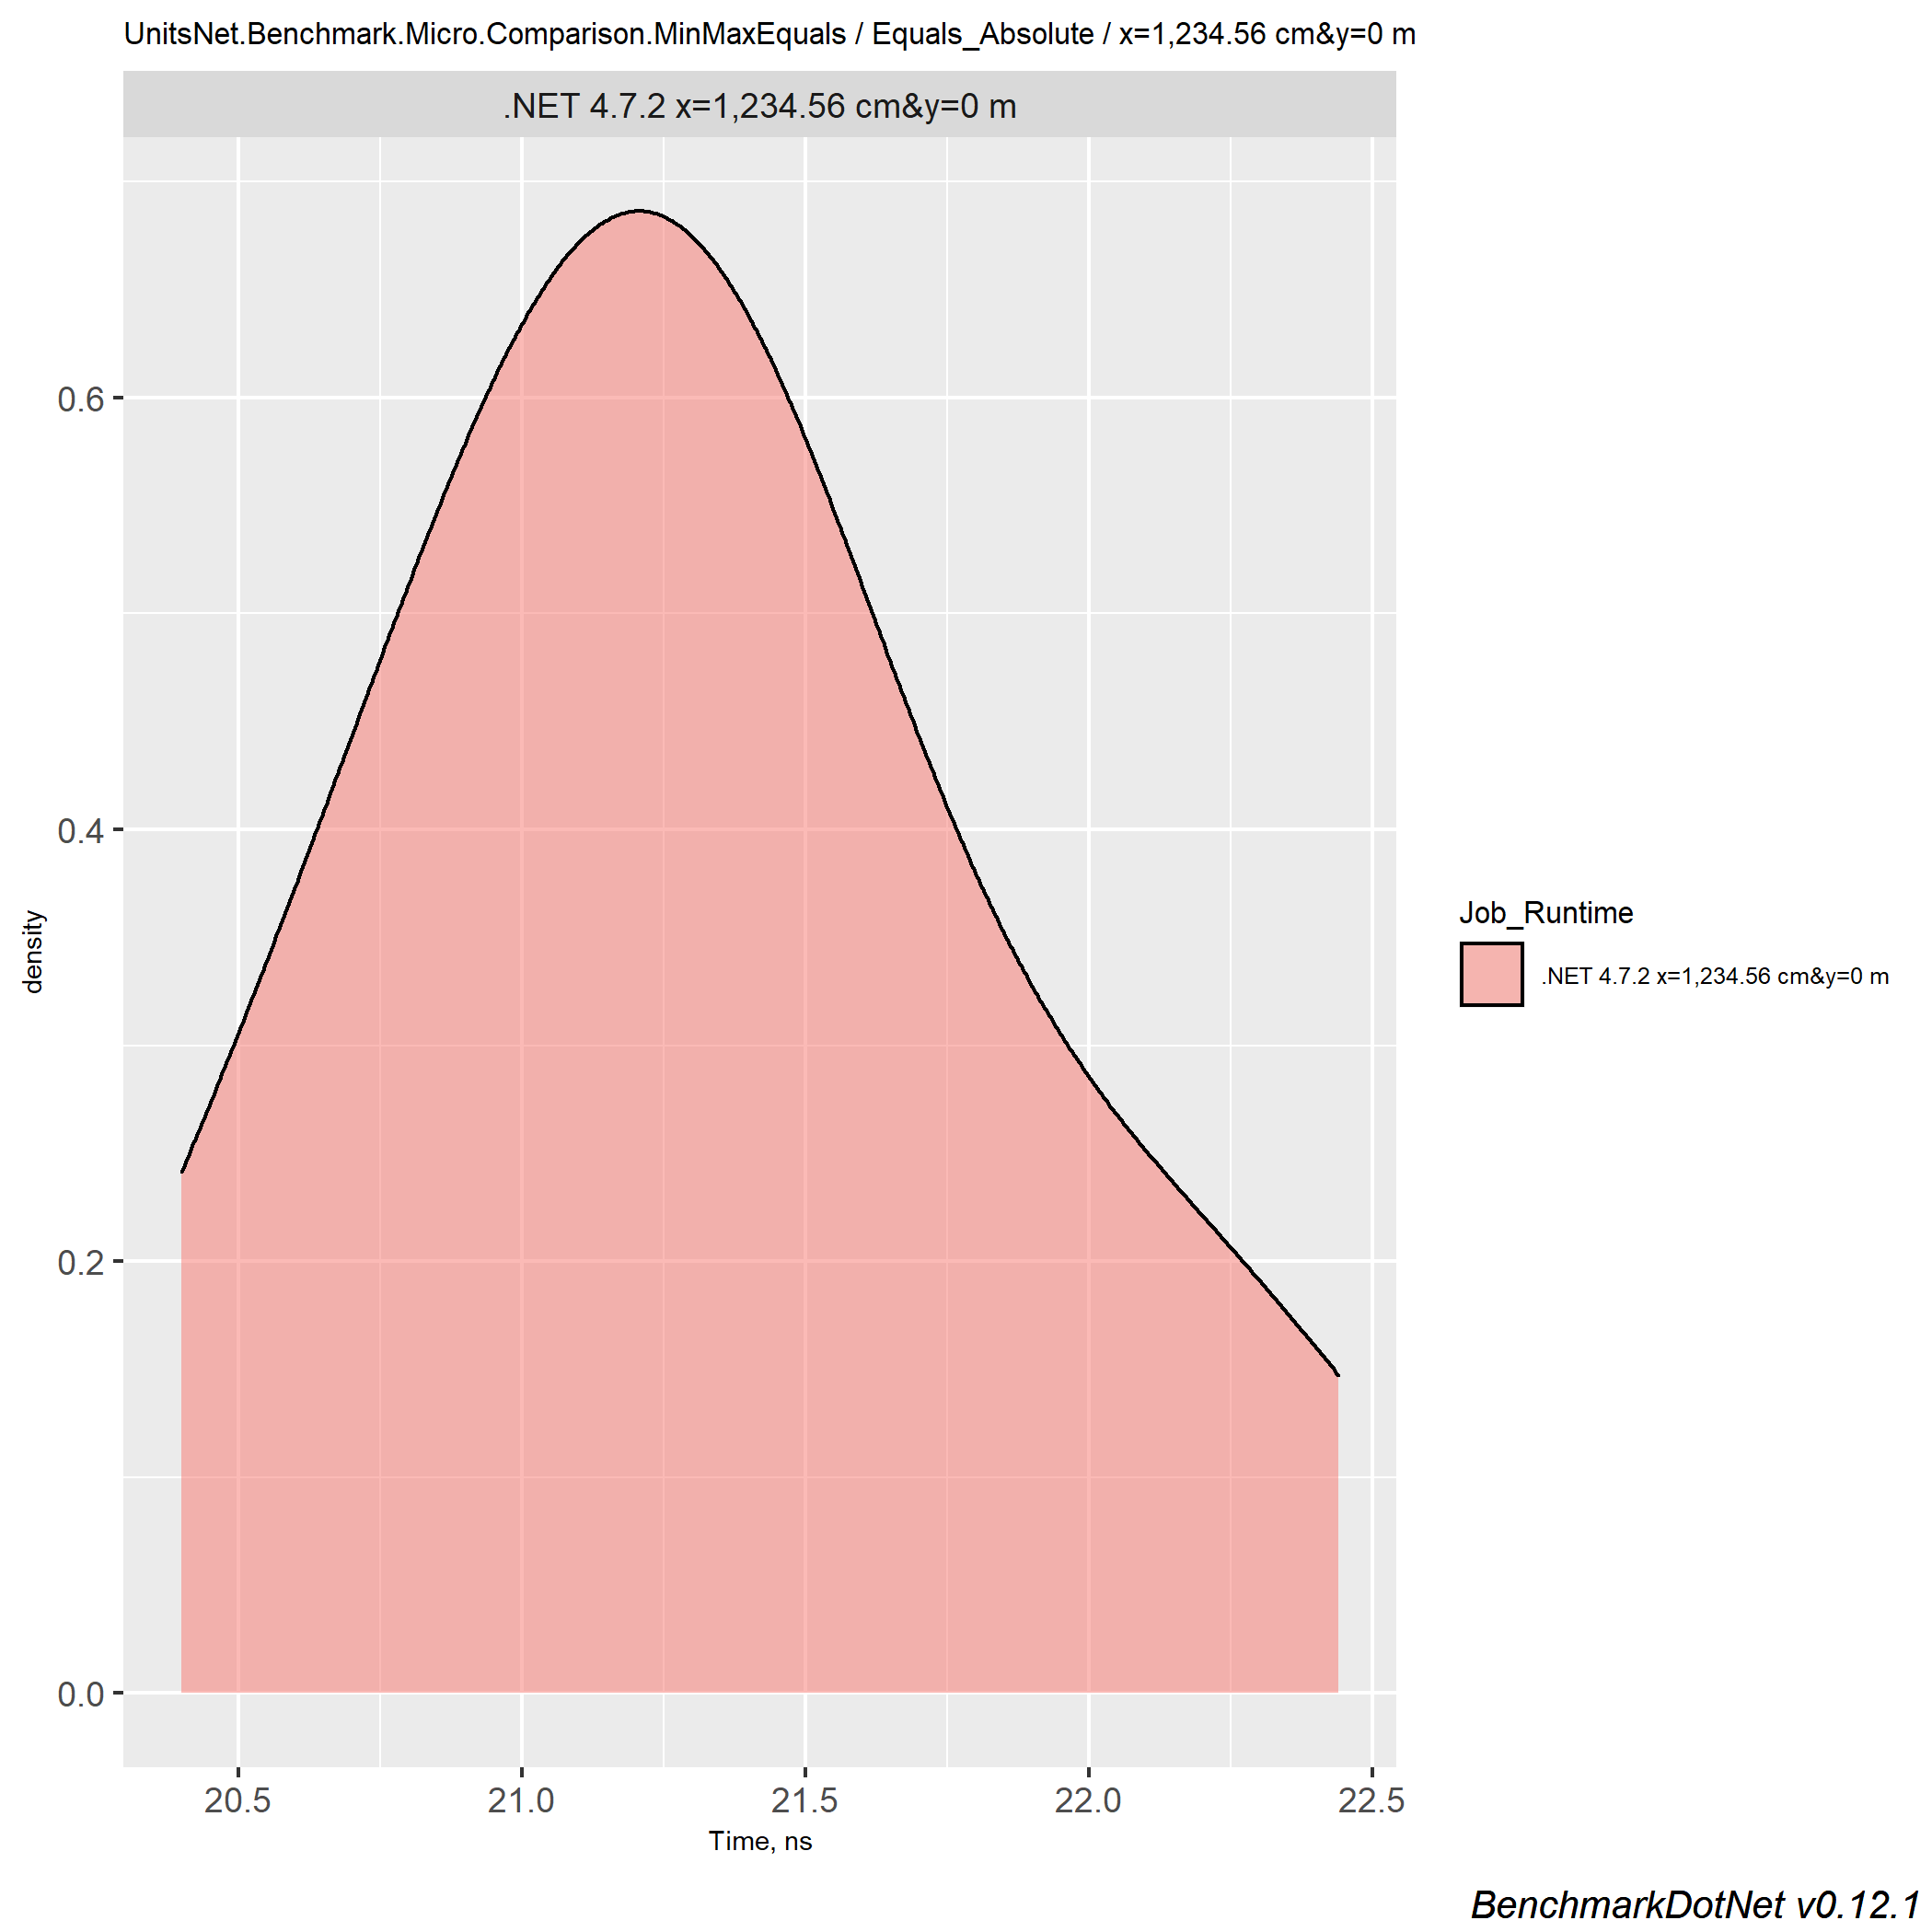 UnitsNet.Benchmark.Micro.Comparison.MinMaxEquals / Equals_Absolute / x=1,234.56 cm&y=0 m
.NET 4.7.2 x=1,234.56 cm&y=0 m
0.6
0.4
0.2
0.0
density
20.5 21.0 21.5 22.0 22.5
Time, ns
Job_Runtime
.NET 4.7.2 x=1,234.56 cm&y=0 m
BenchmarkDotNet v0.12.1